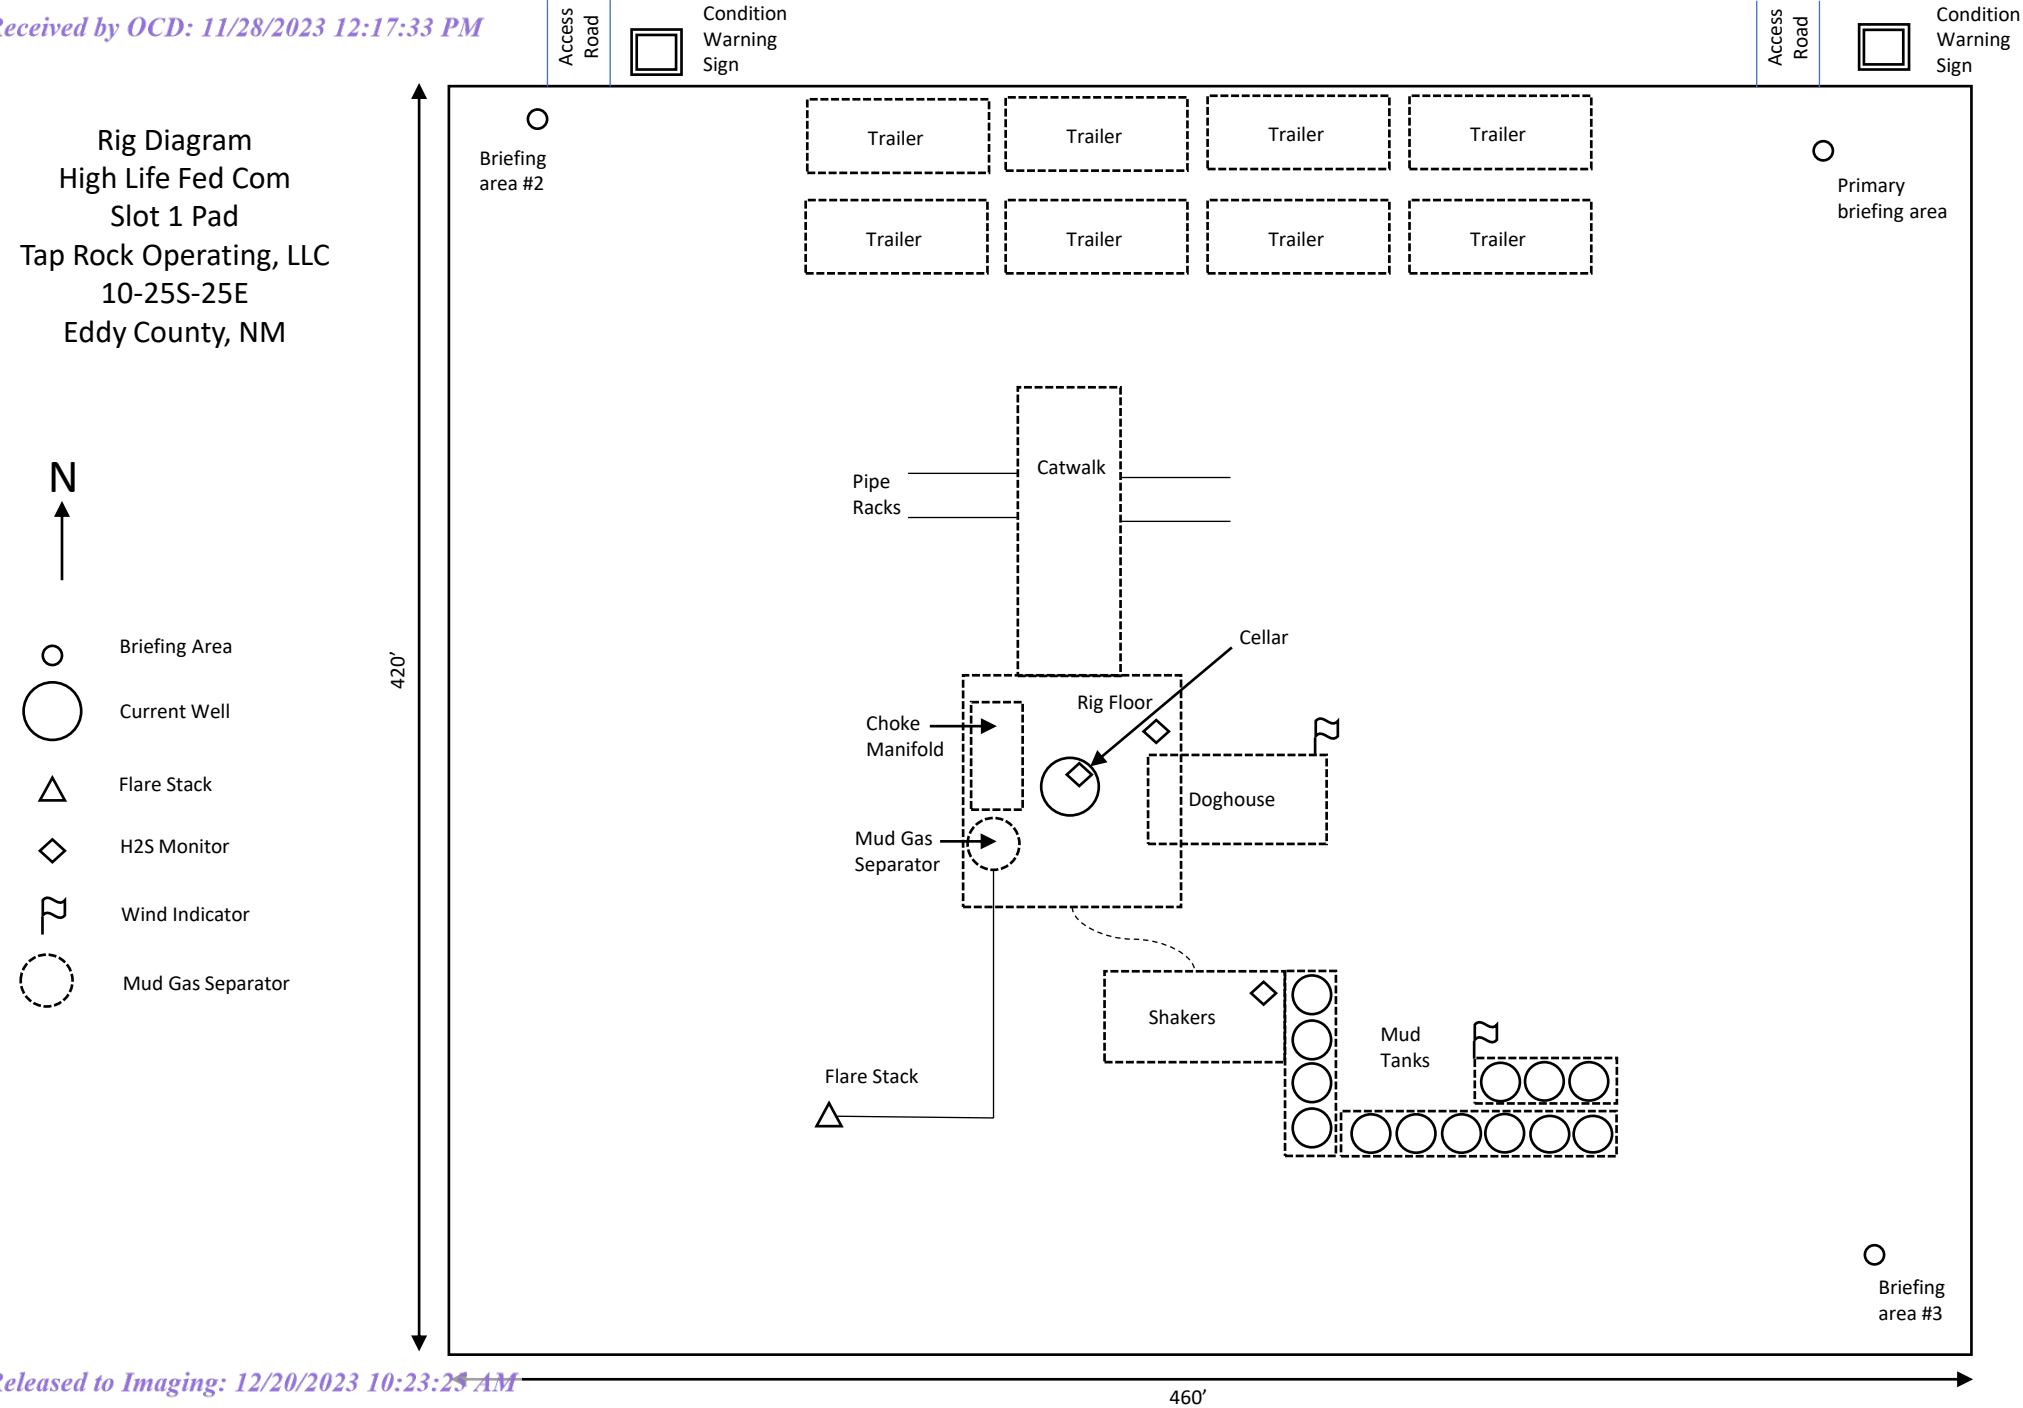 Received by OCD: 11/28/2023 12:17:33 PM
Access
Road
Condition
Warning
Sign
Access
Road
Condition
Warning
Sign
Rig Diagram
High Life Fed Com
Slot 1 Pad
Tap Rock Operating, LLC
10-25S-25E
Eddy County, NM
Briefing
area #2
Trailer
Trailer
Trailer
Trailer
Trailer
Trailer
Trailer
Trailer
Primary
briefing area
N
Briefing Area
Current Well
Flare Stack
H2S Monitor
Wind Indicator
Mud Gas Separator
420’
Pipe
Racks
Catwalk
Cellar
Rig Floor
Choke
Manifold
Doghouse
Mud Gas
Separator
Shakers
Mud
Tanks
Flare Stack
Briefing
area #3
Released to Imaging: 12/20/2023 10:23:25 AM
460’